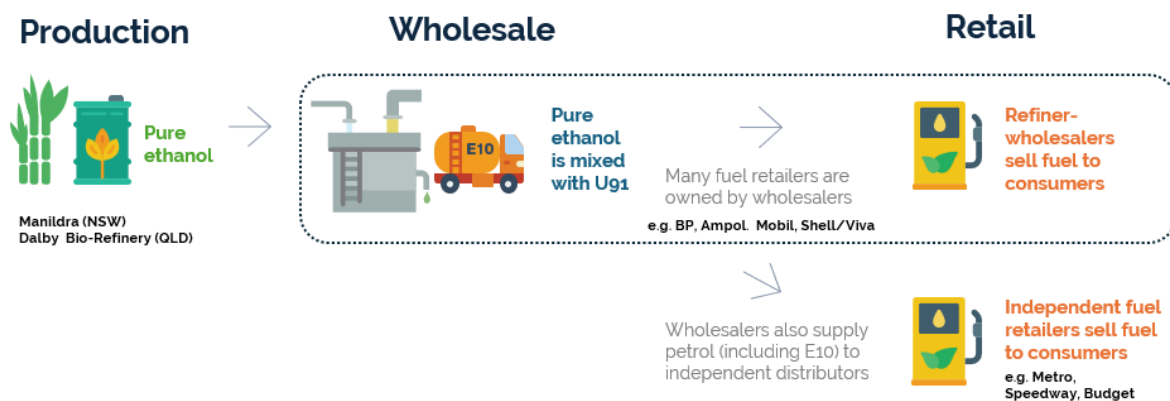 Production
Wholesale
Retail
Pure
ethanol
Manildra (NSW)
Dalby Bio-Refinery (QLD)
E10
Pure
ethanol
is mixed
with U91
Many fuel retailers are
owned by wholesalers
e.g. BP, Ampol. Mobil, Shell/Viva
Refiner-
wholesalers
sell fuel to
consumers
Wholesalers also supply
petrol (including E10) to
independent distributors
Independent fuel
retailers sell fuel
to consumers
e.g. Metro,
Speedway, Budget